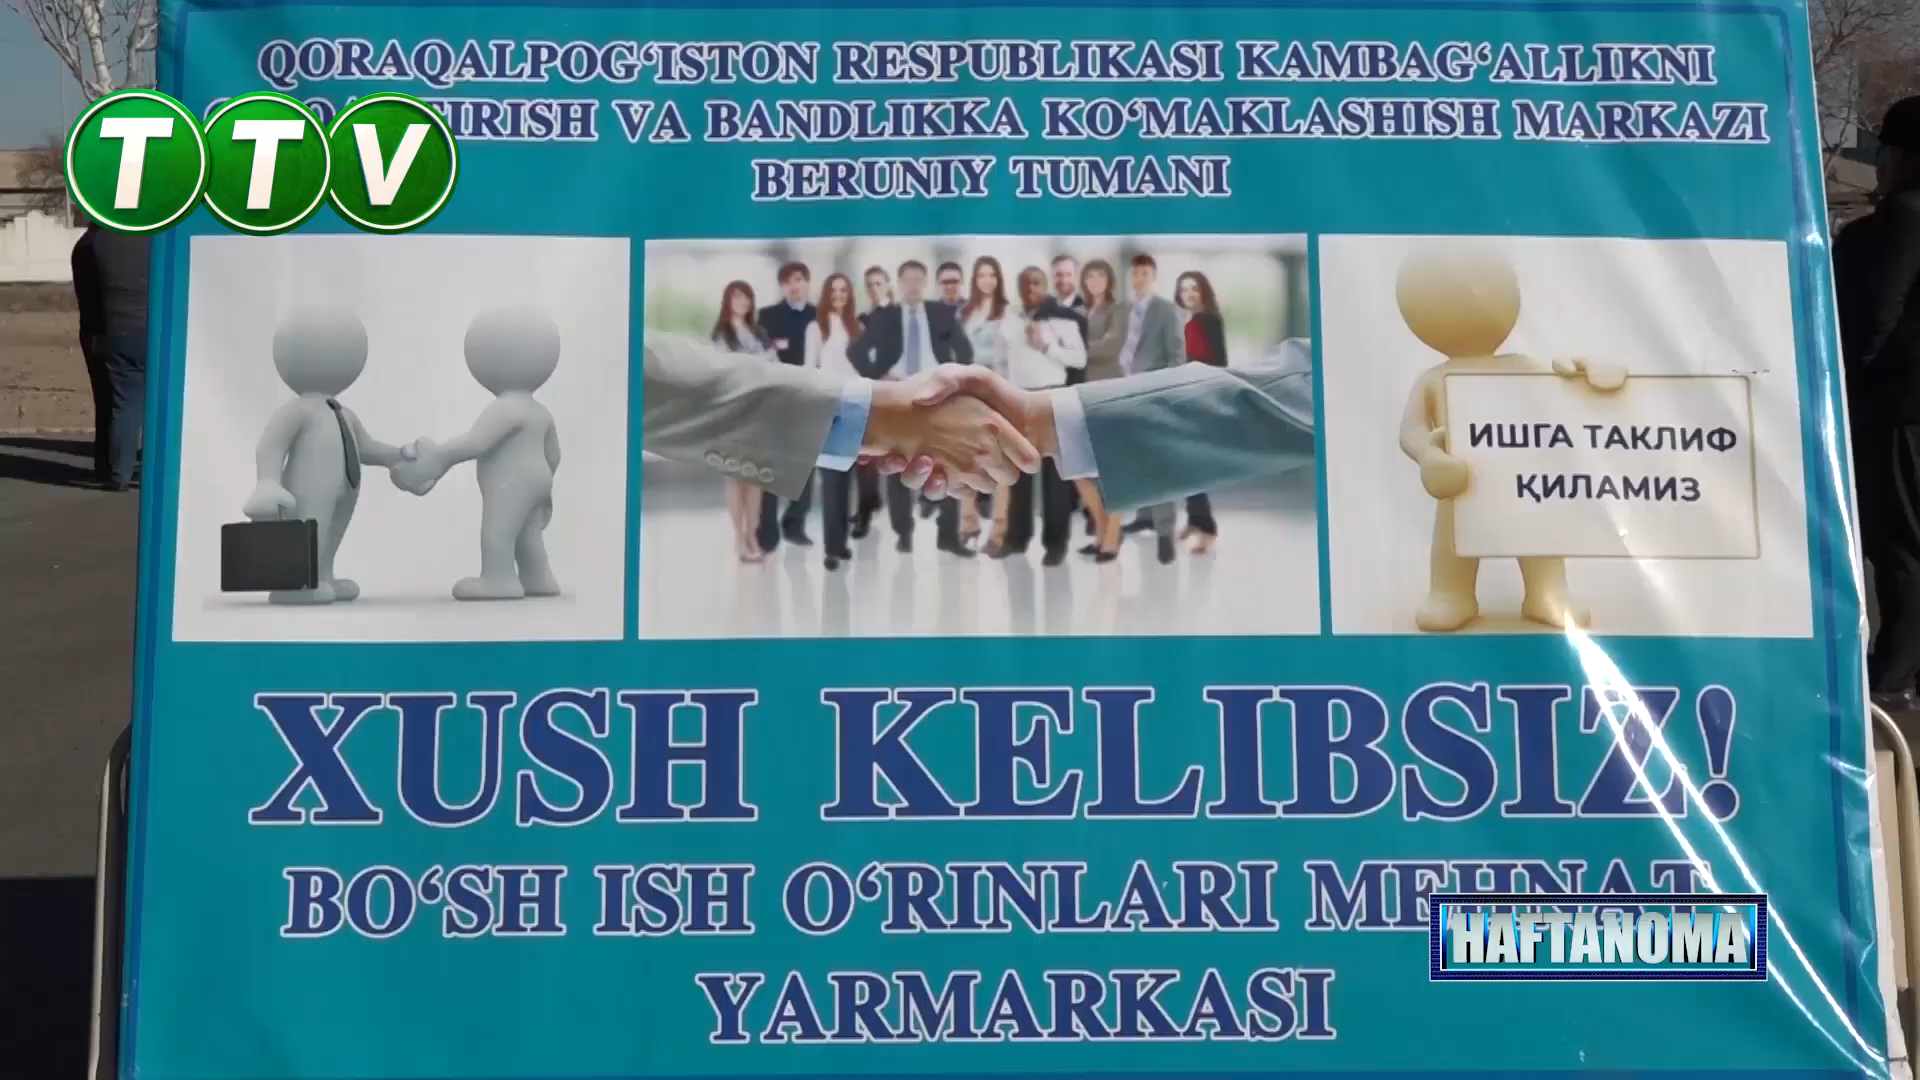 QORAQALPOG‘ISTON RESPUBLIKASI KAMBAG‘ALLIKNI
VA BANDLIKKA KO‘MAKLASHISH MARKAZI
BERUNIY TUMANI
TTV
ИШГА ТАКЛИФ
ҚИЛАМИЗ
XUSH KELIBSIZ!
BO‘SH ISH O‘RINLARI MEHNAT
YARMARKASI
HAFTANOMA